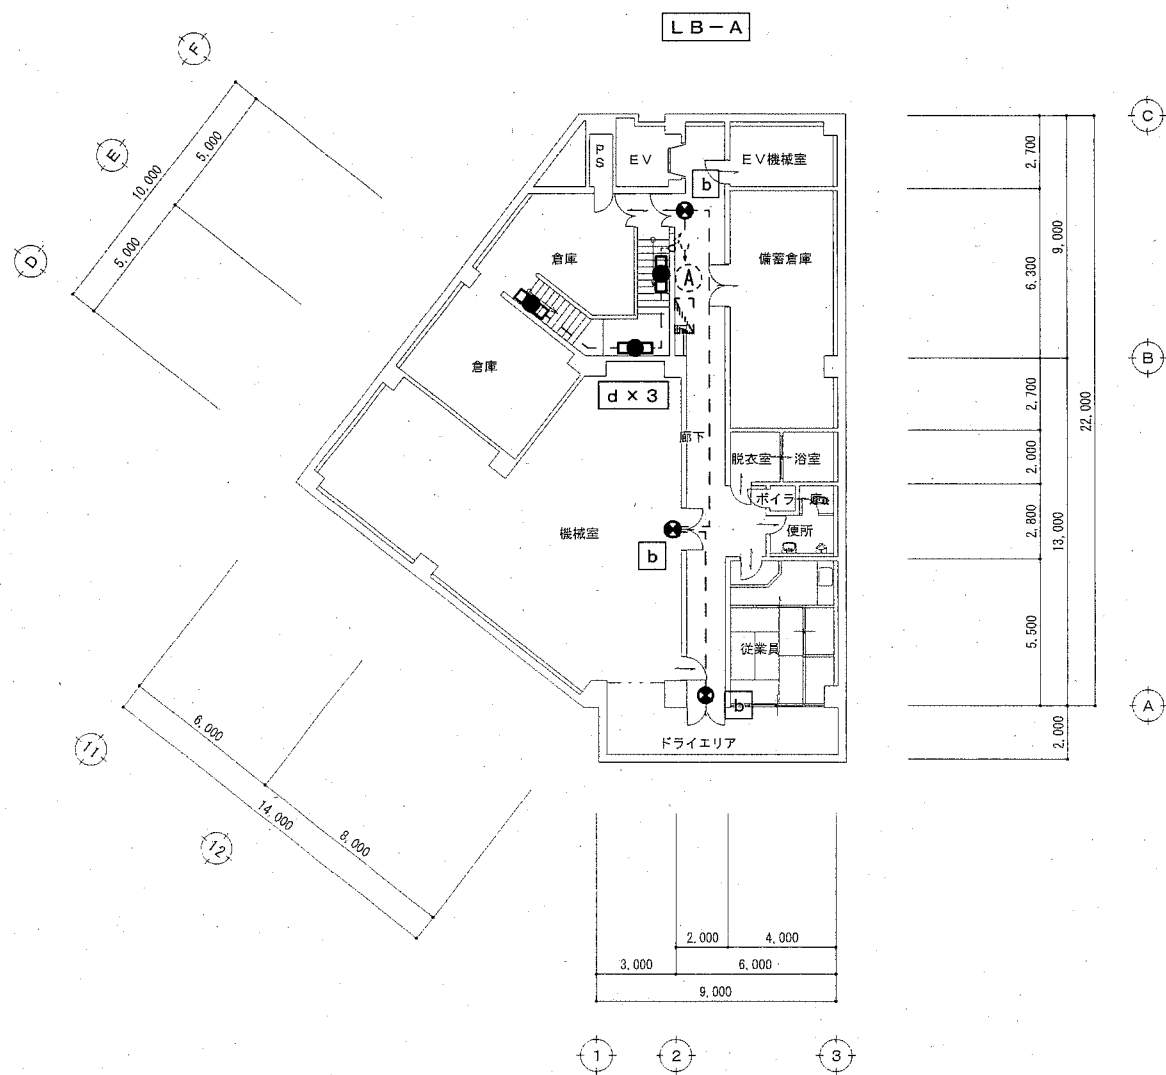 LB-A
F
E
D
C
B
A
10,000
5,000
5,000
PS
EV
EV機械室
b
倉庫
備蓄倉庫
A
倉庫
d×3
廊下
脱衣室
浴室
ボイラー庫
便所
機械室
b
従業員
b
ドライエリア
2,700
6,300
9,000
2,700
2,000
2,800
13,000
22,000
5,500
2,000
6,000
14,000
8,000
11
12
2,000
4,000
3,000
6,000
9,000
1
2
3